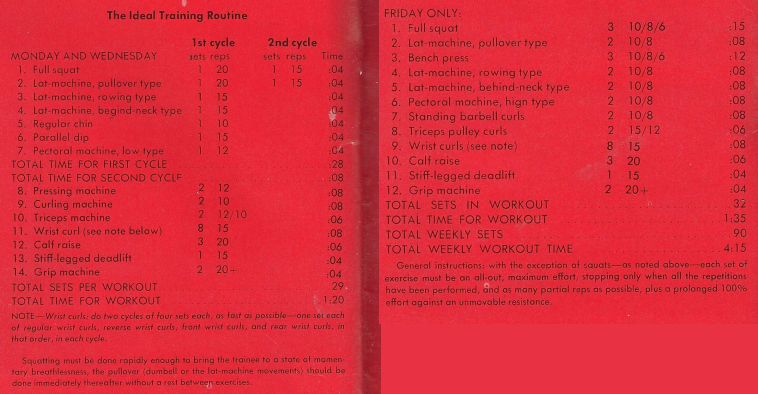 The Ideal Training Routine
1st cycle 2nd cycle
MONDAY AND WEDNESDAY sets reps sets reps Time
1. Full squat 1 20 1 15 :04
2. Lat-machine, pullover type 1 20 1 15 :04
3. Lat-machine, rowing type 1 15 :04
4. Lat-machine, begind-neck type 1 15 :04
5. Regular chin 1 10 :04
6. Parallel dip 1 15 :04
7. Pectoral machine, low type 1 12 :04
TOTAL TIME FOR FIRST CYCLE :28
TOTAL TIME FOR SECOND CYCLE :08
8. Pressing machine 2 12 :08
9. Curling machine 2 10 :08
10. Triceps machine 2 12/10 :06
11. Wrist curl (see note below) 8 15 :08
12. Calf raise 3 20 :06
13. Stiff-legged deadlift 1 15 :04
14. Grip machine 2 20+ :04
TOTAL SETS PER WORKOUT 29
TOTAL TIME FOR WORKOUT 1:20
NOTE—Wrist curls: do two cycles of four sets each, as fast as possible—one set each
of regular wrist curls, reverse wrist curls, front wrist curls, and rear wrist curls, in
that order, in each cycle.
Squatting must be done rapidly enough to bring the trainee to a state of momen-
tary breathlessness, the pullover (dumbell or the lat-machine movements) should be
done immediately thereafter without a rest between exercises.
FRIDAY ONLY:
1. Full squat 3 10/8/6 :15
2. Lat-machine, pullover type 2 10/8 :08
3. Bench press 3 10/8/6 :12
4. Lat-machine, rowing type 2 10/8 :08
5. Lat-machine, behind-neck type 2 10/8 :08
6. Pectoral machine, hign type 2 10/8 :08
7. Standing barbell curls 2 10/8 :08
8. Triceps pulley curls 2 15/12 :06
9. Wrist curls (see note) 8 15 :08
10. Calf raise 3 20 :06
11. Stiff-legged deadlift 1 15 :04
12. Grip machine 2 20+ :04
TOTAL SETS IN WORKOUT 32
TOTAL TIME FOR WORKOUT 1:35
TOTAL WEEKLY SETS 90
TOTAL WEEKLY WORKOUT TIME 4:15
General instructions: with the exception of squats—as noted above—each set of
exercise must be an all-out, maximum effort, stopping only when all the repetitions
have been performed, and as many partial reps as possible, plus a prolonged 100%
effort against an unmovable resistance.